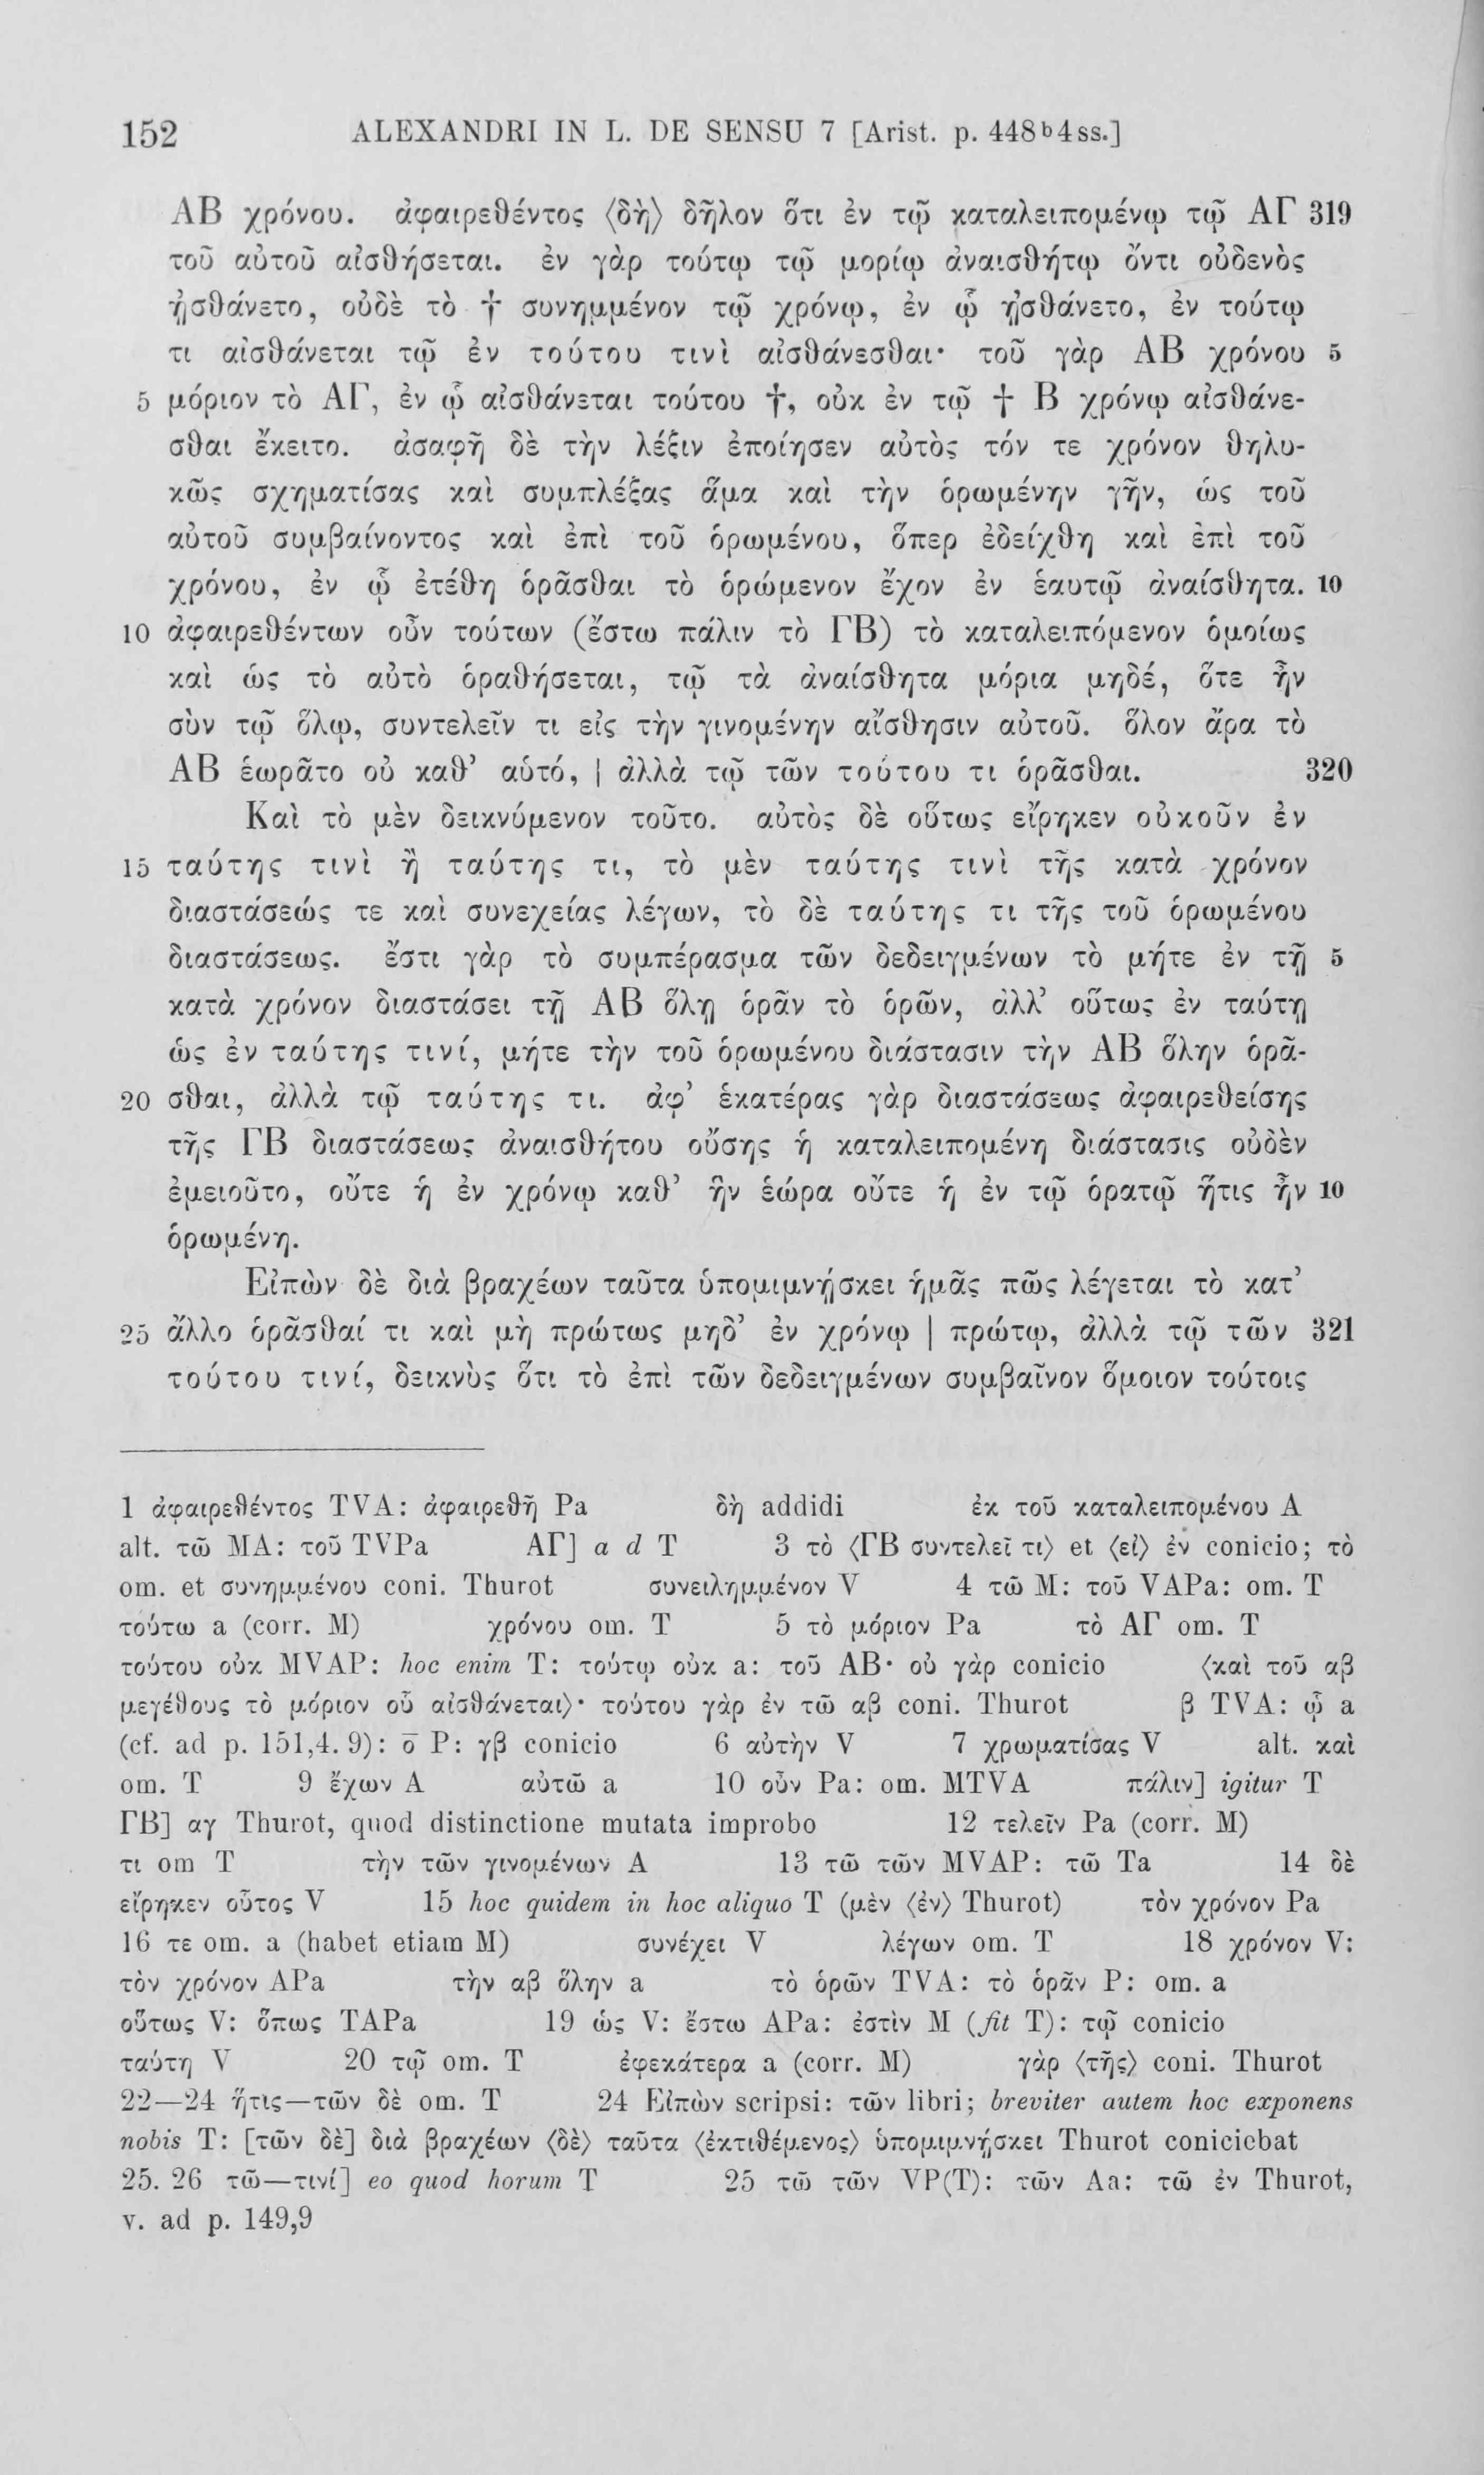 152 ALEXANDRI IN L. DE SENSU 7 [Arist. p. 448ᵇ4ss.]
ΑΒ χρόνου. ἀφαιρεθέντος ⟨δὴ⟩ δῆλον ὅτι ἐν τῷ καταλειπομένῳ τῷ ΑΓ 319
τοῦ αὐτοῦ αἰσθήσεται. ἐν γὰρ τούτῳ τῷ μορίῳ ἀναισθήτῳ ὄντι οὐδενὸς
ᾐσθάνετο, οὐδὲ τὸ † συνημμένον τῷ χρόνῳ, ἐν ᾧ ᾐσθάνετο, ἐν τούτῳ
τι αἰσθάνεται τῷ ἐν τούτου τινὶ αἰσθάνεσθαι· τοῦ γὰρ ΑΒ χρόνου 5
5 μόριον τὸ ΑΓ, ἐν ᾧ αἰσθάνεται τούτου †, οὐκ ἐν τῷ † Β χρόνῳ αἰσθάνε-
σθαι ἔκειτο. ἀσαφῆ δὲ τὴν λέξιν ἐποίησεν αὐτὸς τόν τε χρόνον θηλυ-
κῶς σχηματίσας καὶ συμπλέξας ἅμα καὶ τὴν ὁρωμένην γῆν, ὡς τοῦ
αὐτοῦ συμβαίνοντος καὶ ἐπὶ τοῦ ὁρωμένου, ὅπερ ἐδείχθη καὶ ἐπὶ τοῦ
χρόνου, ἐν ᾧ ἐτέθη ὁρᾶσθαι τὸ ὁρώμενον ἔχον ἐν ἑαυτῷ ἀναίσθητα. 10
10 ἀφαιρεθέντων οὖν τούτων (ἔστω πάλιν τὸ ΓΒ) τὸ καταλειπόμενον ὁμοίως
καὶ ὡς τὸ αὐτὸ ὁραθήσεται, τῷ τὰ ἀναίσθητα μόρια μηδέ, ὅτε ἦν
σὺν τῷ ὅλῳ, συντελεῖν τι εἰς τὴν γινομένην αἴσθησιν αὐτοῦ. ὅλον ἄρα τὸ
ΑΒ ἑωρᾶτο οὐ καθ’ αὑτό, | ἀλλὰ τῷ τῶν τούτου τι ὁρᾶσθαι. 320
Καὶ τὸ μὲν δεικνύμενον τοῦτο. αὐτὸς δὲ οὕτως εἴρηκεν οὐκοῦν ἐν
15 ταύτης τινὶ ἢ ταύτης τι, τὸ μὲν ταύτης τινὶ τῆς κατὰ χρόνον
διαστάσεώς τε καὶ συνεχείας λέγων, τὸ δὲ ταύτης τι τῆς τοῦ ὁρωμένου
διαστάσεως. ἔστι γὰρ τὸ συμπέρασμα τῶν δεδειγμένων τὸ μήτε ἐν τῇ 5
κατὰ χρόνον διαστάσει τῇ ΑΒ ὅλῃ ὁρᾶν τὸ ὁρῶν, ἀλλ’ οὕτως ἐν ταύτῃ
ὡς ἐν ταύτης τινί, μήτε τὴν τοῦ ὁρωμένου διάστασιν τὴν ΑΒ ὅλην ὁρᾶ-
20 σθαι, ἀλλὰ τῷ ταύτης τι. ἀφ’ ἑκατέρας γὰρ διαστάσεως ἀφαιρεθείσης
τῆς ΓΒ διαστάσεως ἀναισθήτου οὔσης ἡ καταλειπομένη διάστασις οὐδὲν
ἐμειοῦτο, οὔτε ἡ ἐν χρόνῳ καθ’ ἣν ἑώρα οὔτε ἡ ἐν τῷ ὁρατῷ ἥτις ἦν 10
ὁρωμένη.
Εἰπὼν δὲ διὰ βραχέων ταῦτα ὑπομιμνῄσκει ἡμᾶς πῶς λέγεται τὸ κατ’
25 ἄλλο ὁρᾶσθαί τι καὶ μὴ πρώτως μηδ’ ἐν χρόνῳ | πρώτῳ, ἀλλὰ τῷ τῶν 321
τούτου τινί, δεικνὺς ὅτι τὸ ἐπὶ τῶν δεδειγμένων συμβαῖνον ὅμοιον τούτοις
1 ἀφαιρεθέντος TVA: ἀφαιρεθῆ Pa δὴ addidi ἐκ τοῦ καταλειπομένου A
alt. τῶ MA: τοῦ TVPa ΑΓ] a d T 3 τὸ ⟨ΓΒ συντελεῖ τι⟩ et ⟨εἰ⟩ ἐν conicio; τὸ
om. et συνημμένου coni. Thurot συνειλημμένον V 4 τῶ M: τοῦ VAPa: om. T
τούτω a (corr. M) χρόνου om. T 5 τὸ μόριον Pa τὸ ΑΓ om. T
τούτου οὐκ MVAP: hoc enim T: τούτῳ οὐκ a: τοῦ ΑΒ· οὐ γὰρ conicio ⟨καὶ τοῦ αβ
μεγέθους τὸ μόριον οὗ αἰσθάνεται⟩· τούτου γὰρ ἐν τῶ αβ coni. Thurot β TVA: ᾧ a
(cf. ad p. 151,4. 9): ο̄ P: γβ conicio 6 αὐτὴν V 7 χρωματίσας V alt. καὶ
om. T 9 ἔχων A αὐτῶ a 10 οὖν Pa: om. MTVA πάλιν] igitur T
ΓΒ] αγ Thurot, quod distinctione mutata improbo 12 τελεῖν Pa (corr. M)
τι om T τὴν τῶν γινομένων A 13 τῶ τῶν MVAP: τῶ Ta 14 δὲ
εἴρηκεν οὗτος V 15 hoc quidem in hoc aliquo T (μὲν ⟨ἐν⟩ Thurot) τὸν χρόνον Pa
16 τε om. a (habet etiam M) συνέχει V λέγων om. T 18 χρόνον V:
τὸν χρόνον APa τὴν αβ ὅλην a τὸ ὁρῶν TVA: τὸ ὁρᾶν P: om. a
οὕτως V: ὅπως TAPa 19 ὡς V: ἔστω APa: ἐστὶν M (fit T): τῷ conicio
ταύτη V 20 τῷ om. T ἐφεκάτερα a (corr. M) γὰρ ⟨τῆς⟩ coni. Thurot
22—24 ἥτις—τῶν δὲ om. T 24 Εἰπὼν scripsi: τῶν libri; breviter autem hoc exponens
nobis T: [τῶν δὲ] διὰ βραχέων ⟨δὲ⟩ ταῦτα ⟨ἐκτιθέμενος⟩ ὑπομιμνῄσκει Thurot coniciebat
25. 26 τῶ—τινί] eo quod horum T 25 τῶ τῶν VP(T): τῶν Aa: τῶ ἐν Thurot,
v. ad p. 149,9